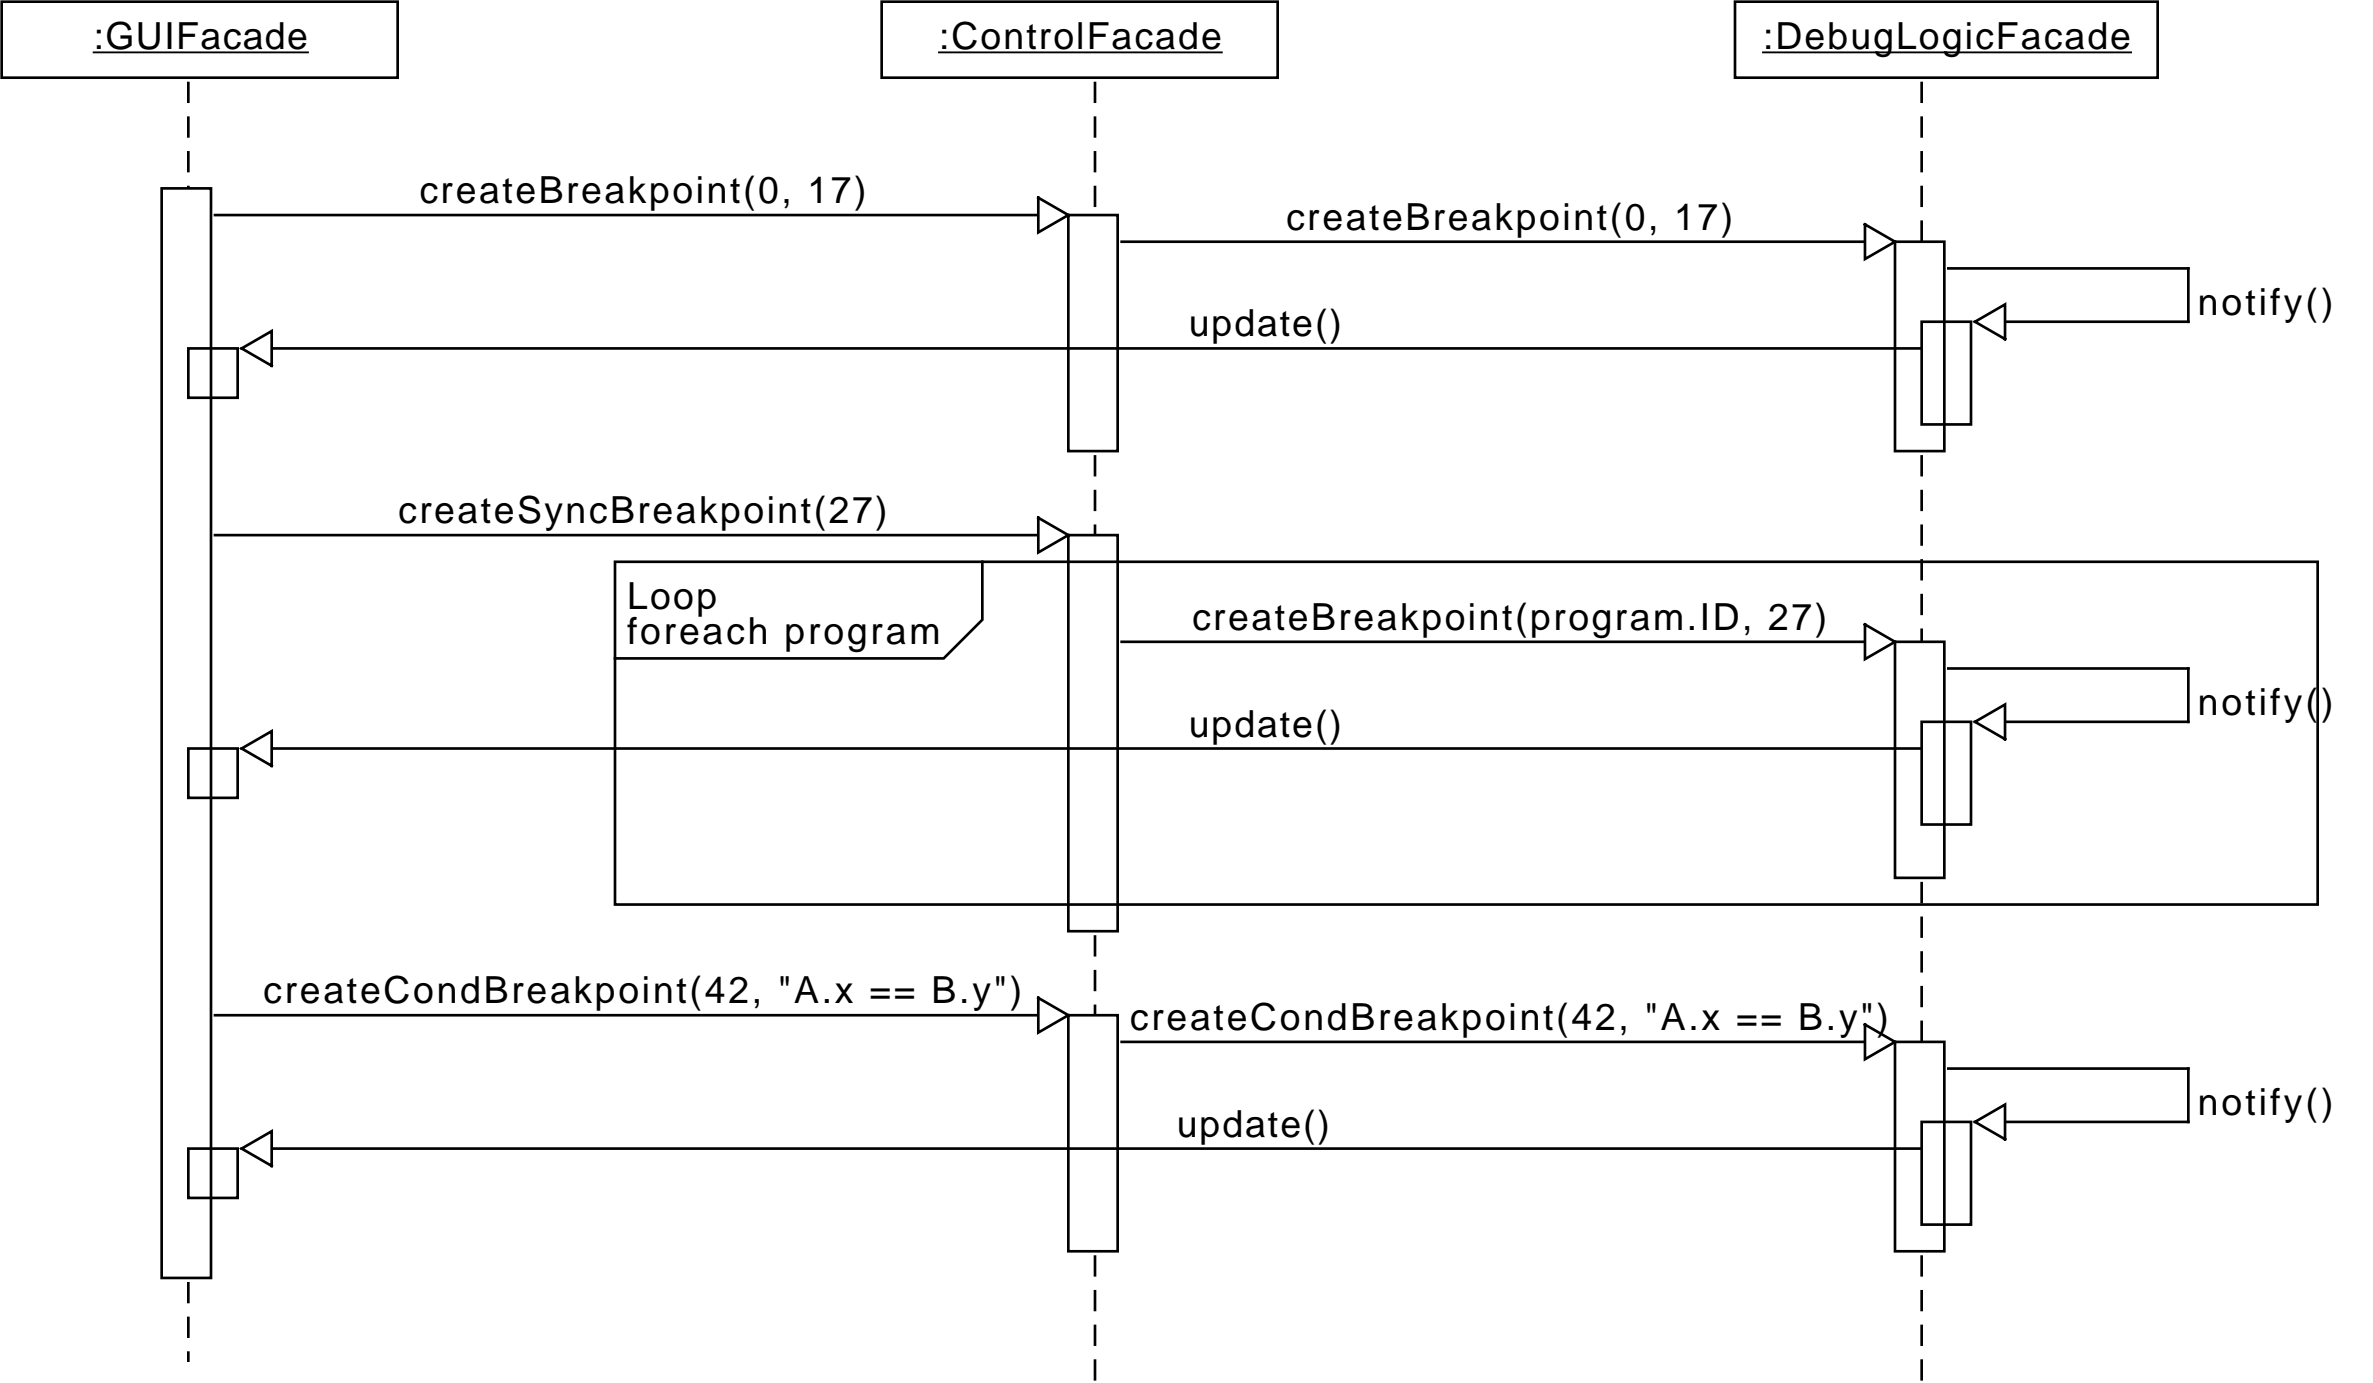 :GUIFacade
:ControlFacade
:DebugLogicFacade
createBreakpoint(0, 17)
createBreakpoint(0, 17)
notify()
update()
createSyncBreakpoint(27)
Loop
foreach program
createBreakpoint(program.ID, 27)
notify()
update()
createCondBreakpoint(42, "A.x == B.y")
createCondBreakpoint(42, "A.x == B.y")
notify()
update()